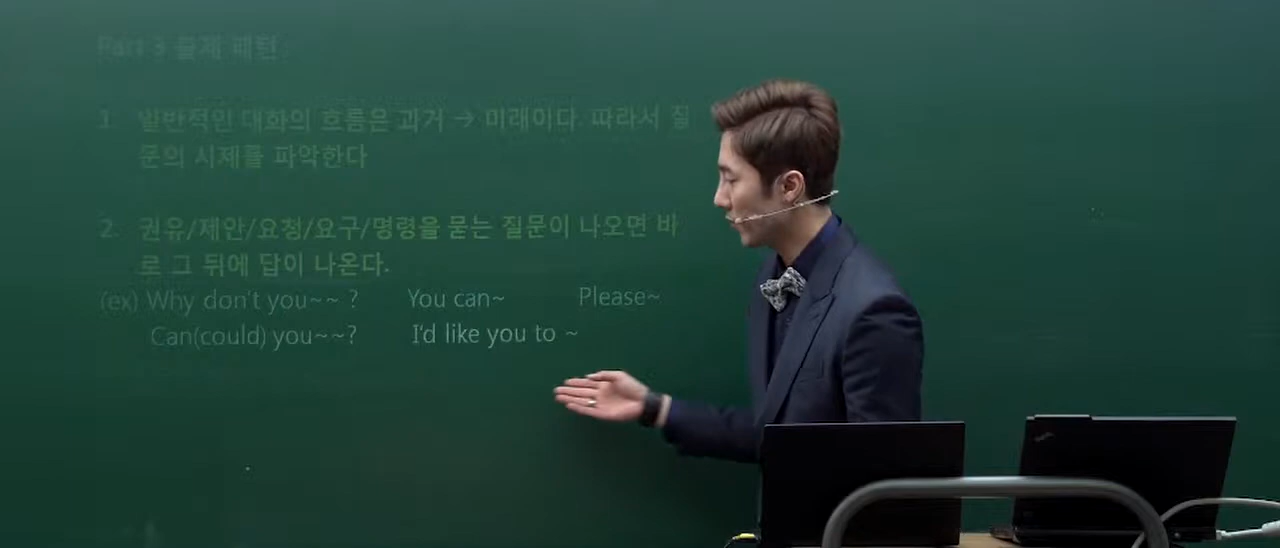 Part 3 출제 패턴
1. 일반적인 대화의 흐름은 과거 → 미래이다. 따라서 질
문의 시제를 파악한다
2. 권유/제안/요청/요구/명령을 묻는 질문이 나오면 바
로 그 뒤에 답이 나온다.
(ex) Why don't you~~ ? You can~ Please~
Can(could) you~~? I'd like you to ~